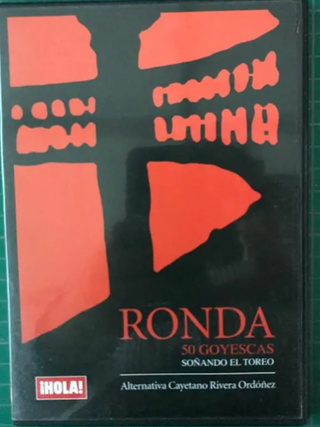 RONDA
50 GOYESCAS
SOÑANDO EL TOREO
Alternativa Cayetano Rivera Ordóñez
¡HOLA!